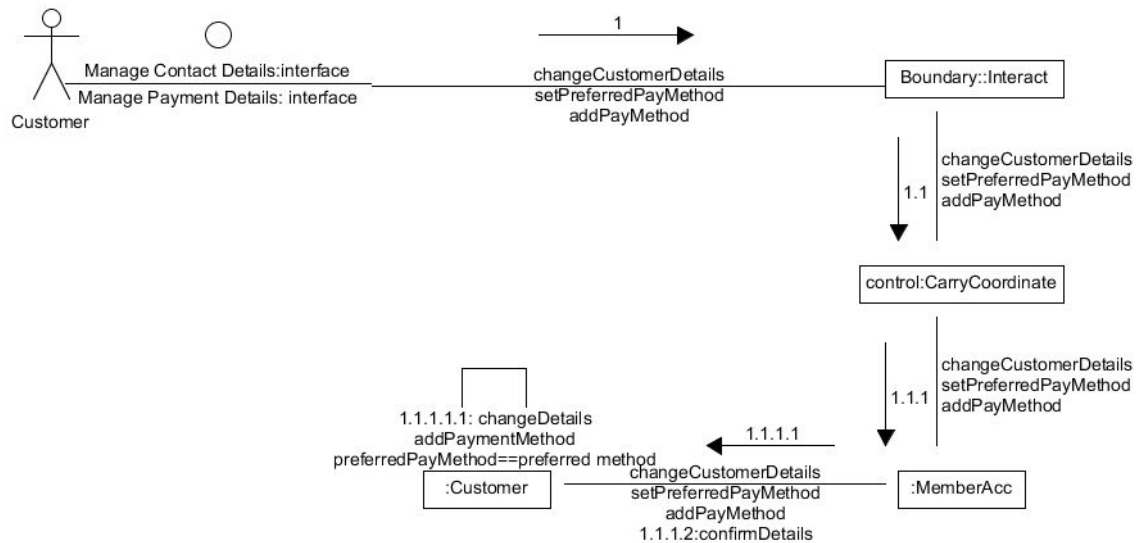 1
Manage Contact Details:interface
Manage Payment Details: interface
Customer
changeCustomerDetails
setPreferredPayMethod
addPayMethod
Boundary::Interact
1.1
changeCustomerDetails
setPreferredPayMethod
addPayMethod
control:CarryCoordinate
1.1.1
changeCustomerDetails
setPreferredPayMethod
addPayMethod
1.1.1.1.1: changeDetails
addPaymentMethod
preferredPayMethod==preferred method
:Customer
1.1.1.1
changeCustomerDetails
setPreferredPayMethod
addPayMethod
1.1.1.2:confirmDetails
:MemberAcc